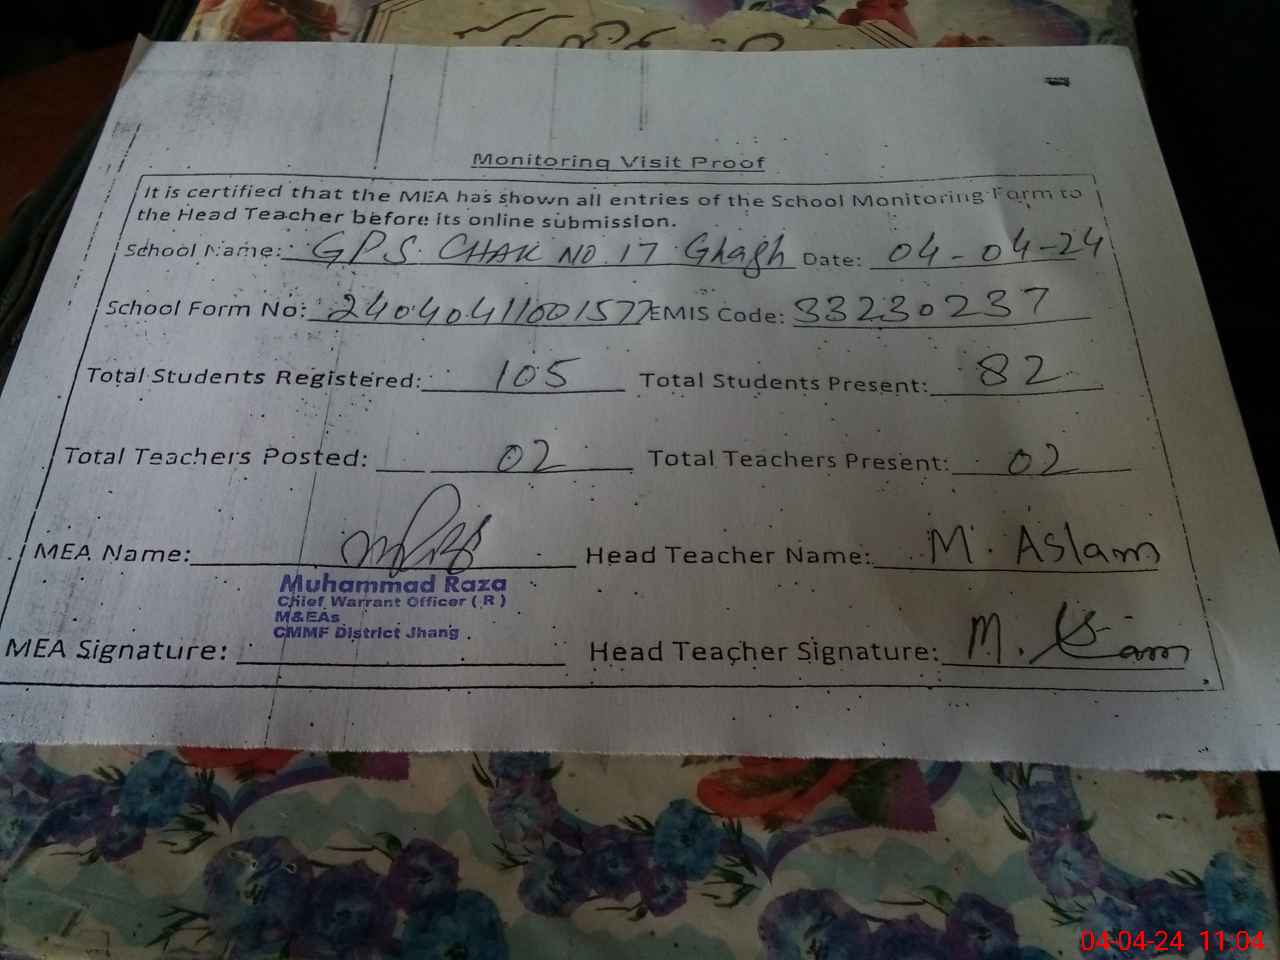 Monitoring Visit Proof
It is certified that the MEA has shown all entries of the School Monitoring Form to
the Head Teacher before its online submission.
School Name: GPS CHAK NO. 17 Ghagh Date: 04-04-24
School Form No: 24040411001577 EMIS Code: 33230237
Total Students Registered: 105 Total Students Present: 82
Total Teachers Posted: 02 Total Teachers Present: 02
MEA Name: Head Teacher Name: M. Aslam
Muhammad Raza
Chief Warrant Officer ( R )
M&EAs
CMMF District Jhang
MEA Signature: Head Teacher Signature: M. Aslam
04-04-24 11:04